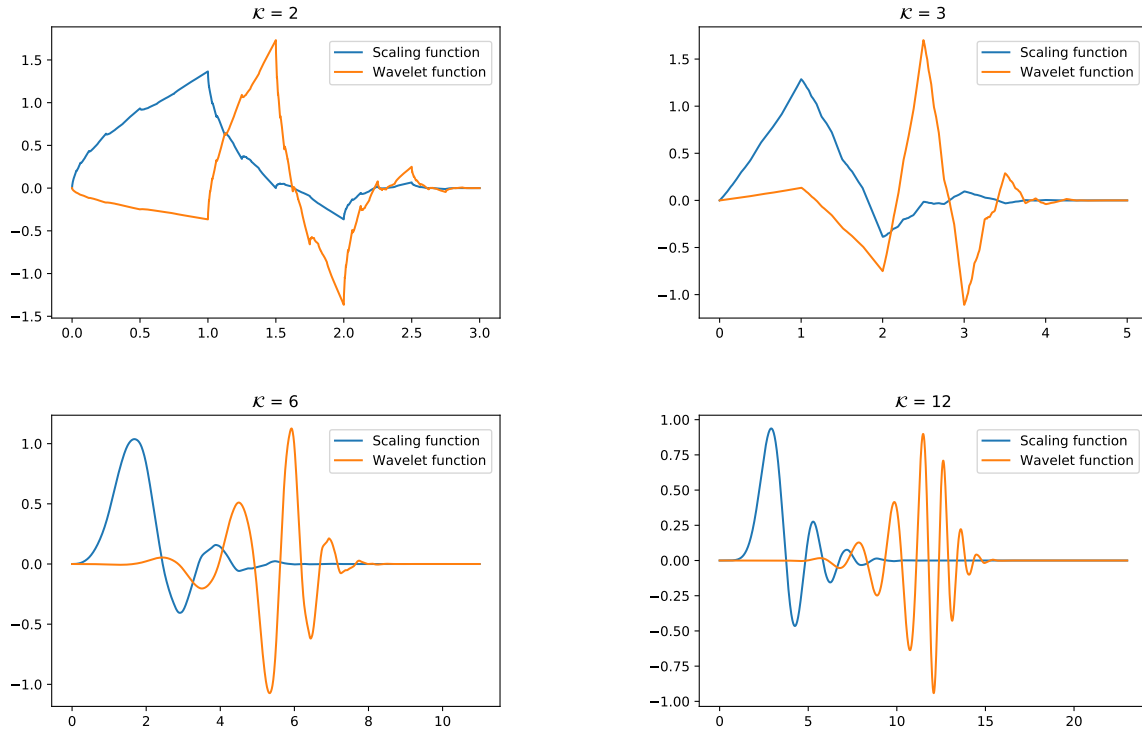 𝒦 = 2
Scaling function
Wavelet function
1.5
1.0
0.5
0.0
−0.5
−1.0
−1.5
0.0 0.5 1.0 1.5 2.0 2.5 3.0
𝒦 = 3
Scaling function
Wavelet function
1.5
1.0
0.5
0.0
−0.5
−1.0
0 1 2 3 4 5
𝒦 = 6
Scaling function
Wavelet function
1.0
0.5
0.0
−0.5
−1.0
0 2 4 6 8 10
𝒦 = 12
Scaling function
Wavelet function
1.00
0.75
0.50
0.25
0.00
−0.25
−0.50
−0.75
−1.00
0 5 10 15 20